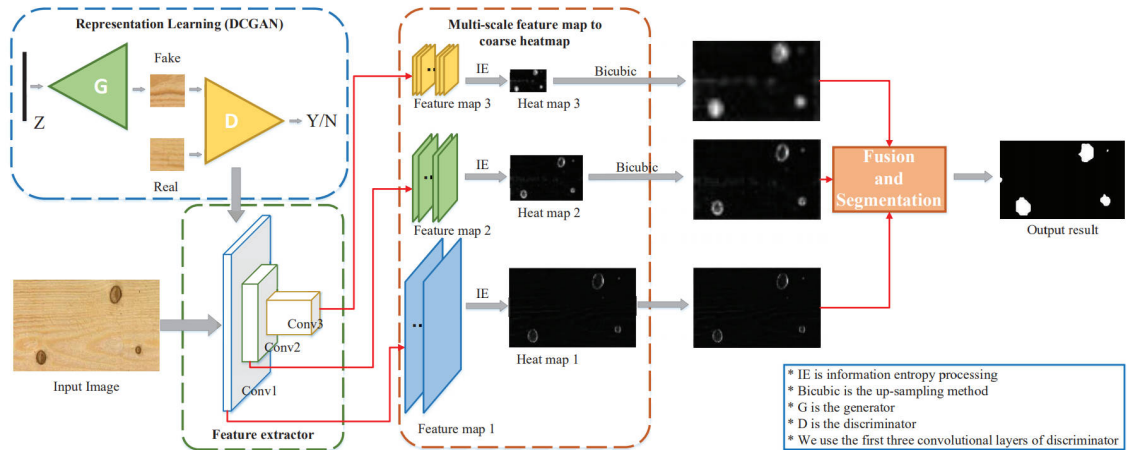 Representation Learning (DCGAN)
Fake
G
D
Z
Y/N
Real
Multi-scale feature map to
coarse heatmap
IE
Bicubic
Feature map 3
Heat map 3
IE
Bicubic
Feature map 2
Heat map 2
IE
Heat map 1
Feature map 1
Fusion
and
Segmentation
Output result
Input Image
Conv3
Conv2
Conv1
Feature extractor
* IE is information entropy processing
* Bicubic is the up-sampling method
* G is the generator
* D is the discriminator
* We use the first three convolutional layers of discriminator